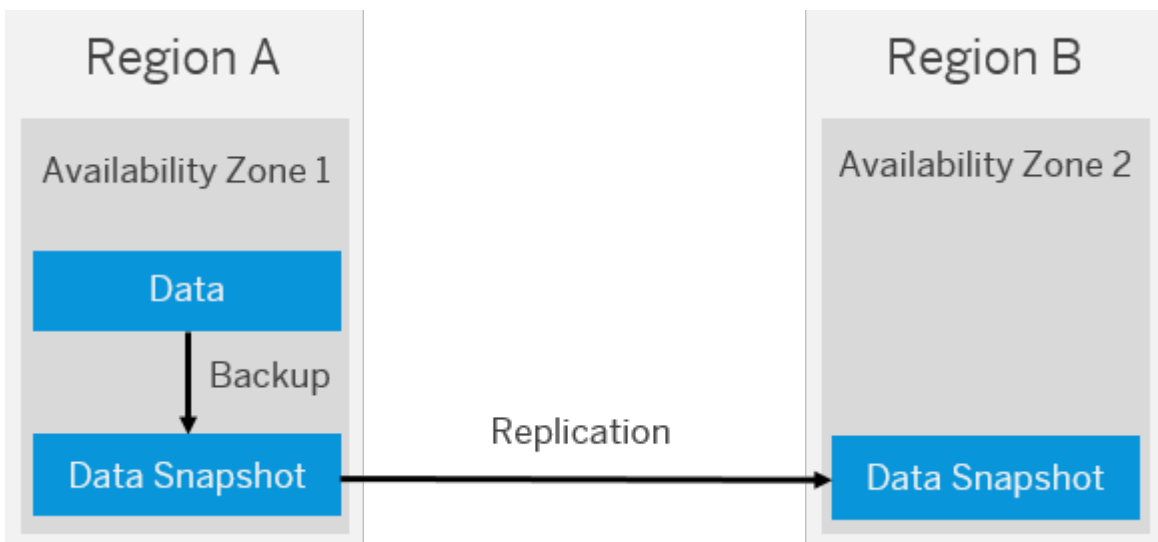 Region A
Availability Zone 1
Data
Backup
Data Snapshot
Replication
Region B
Availability Zone 2
Data Snapshot